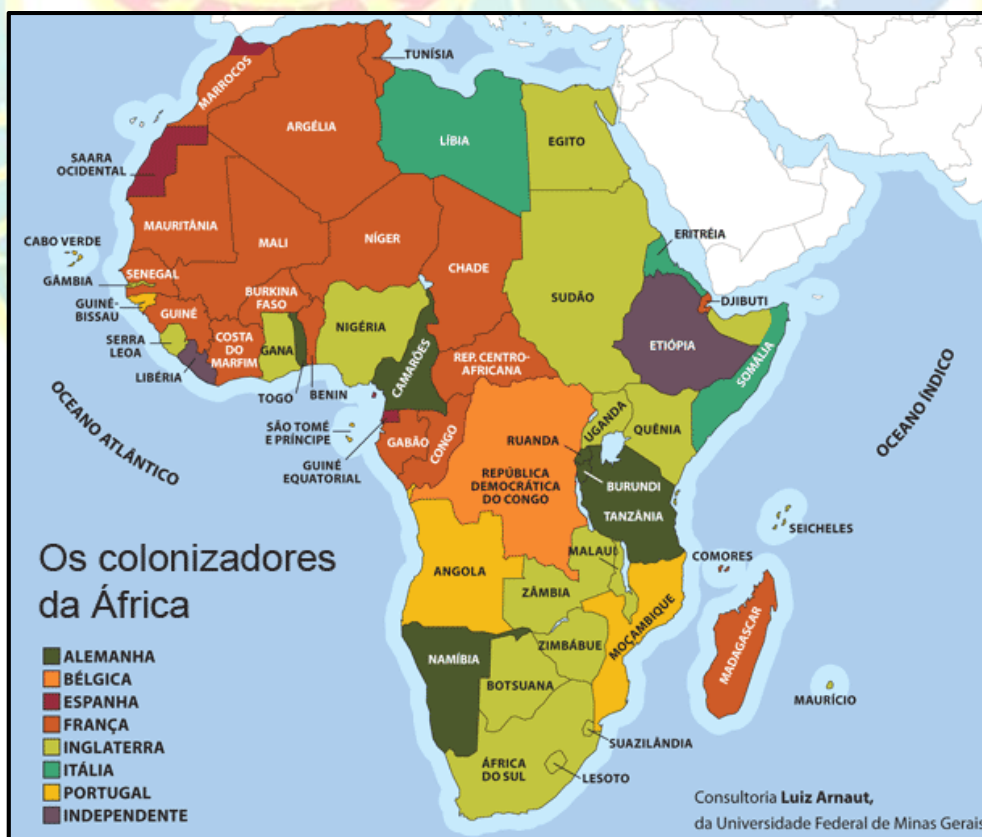 TUNÍSIA
MARROCOS
ARGÉLIA
LÍBIA
EGITO
SAARA
OCIDENTAL
MAURITÂNIA
MALI
NÍGER
CHADE
SUDÃO
ERITRÉIA
CABO VERDE
SENEGAL
GÂMBIA
GUINÉ-
BISSAU
GUINÉ
BURKINA
FASO
DJIBUTI
NIGÉRIA
SERRA
LEOA
COSTA
DO
MARFIM
GANA
CAMARÕES
REP. CENTRO-
AFRICANA
ETIÓPIA
SOMÁLIA
LIBÉRIA
TOGO
BENIN
OCEANO ATLÂNTICO
OCEANO ÍNDICO
SÃO TOMÉ
E PRÍNCIPE
GUINÉ
EQUATORIAL
GABÃO
CONGO
UGANDA
QUÊNIA
RUANDA
REPÚBLICA
DEMOCRÁTICA
DO CONGO
BURUNDI
TANZÂNIA
SEICHELES
COMORES
MALAUÍ
ANGOLA
ZÂMBIA
MOÇAMBIQUE
MADAGASCAR
NAMÍBIA
ZIMBÁBUE
BOTSUANA
MAURÍCIO
SUAZILÂNDIA
ÁFRICA
DO SUL
LESOTO
Os colonizadores
da África
ALEMANHA
BÉLGICA
ESPANHA
FRANÇA
INGLATERRA
ITÁLIA
PORTUGAL
INDEPENDENTE
Consultoria Luiz Arnaut,
da Universidade Federal de Minas Gerais